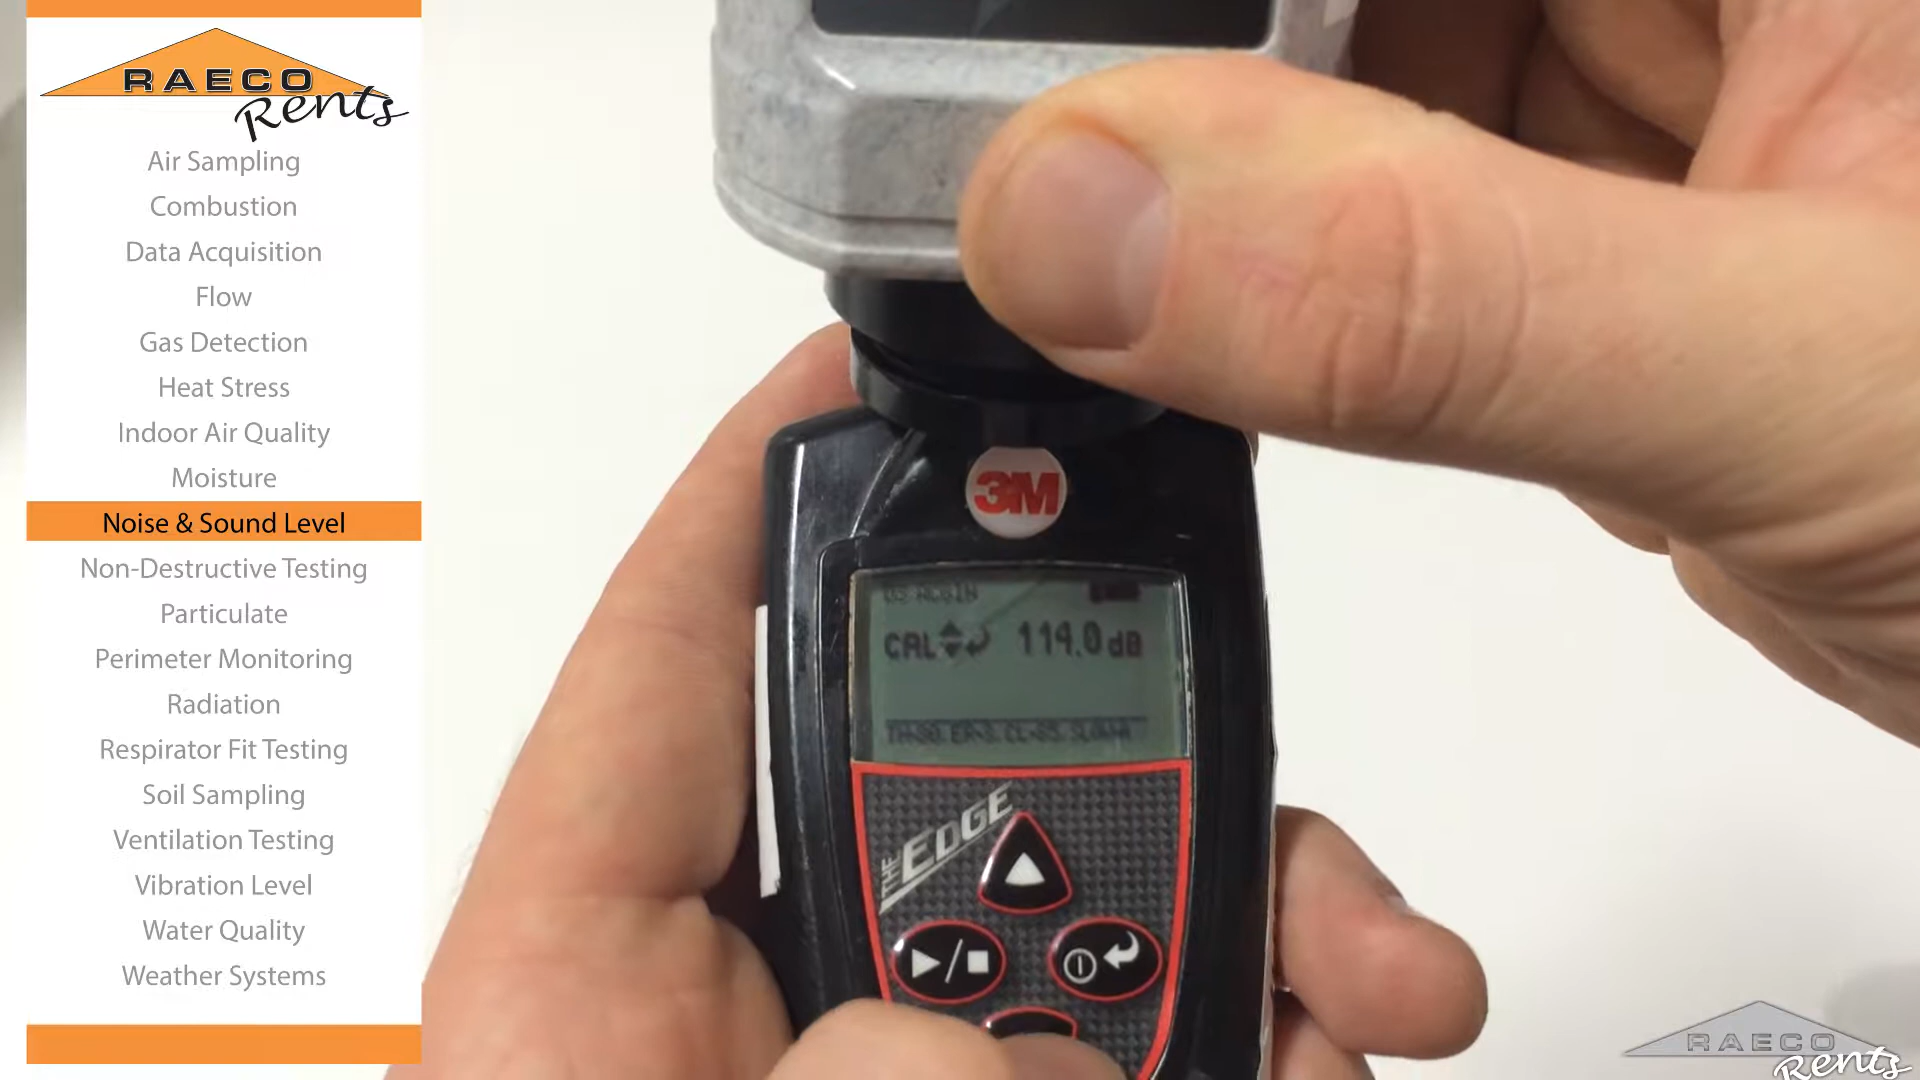 RAECO
Rents
Air Sampling
Combustion
Data Acquisition
Flow
Gas Detection
Heat Stress
Indoor Air Quality
Moisture
Noise & Sound Level
Non-Destructive Testing
Particulate
Perimeter Monitoring
Radiation
Respirator Fit Testing
Soil Sampling
Ventilation Testing
Vibration Level
Water Quality
Weather Systems
3M
CAL 114.0 dB
THE EDGE
RAECO
Rents